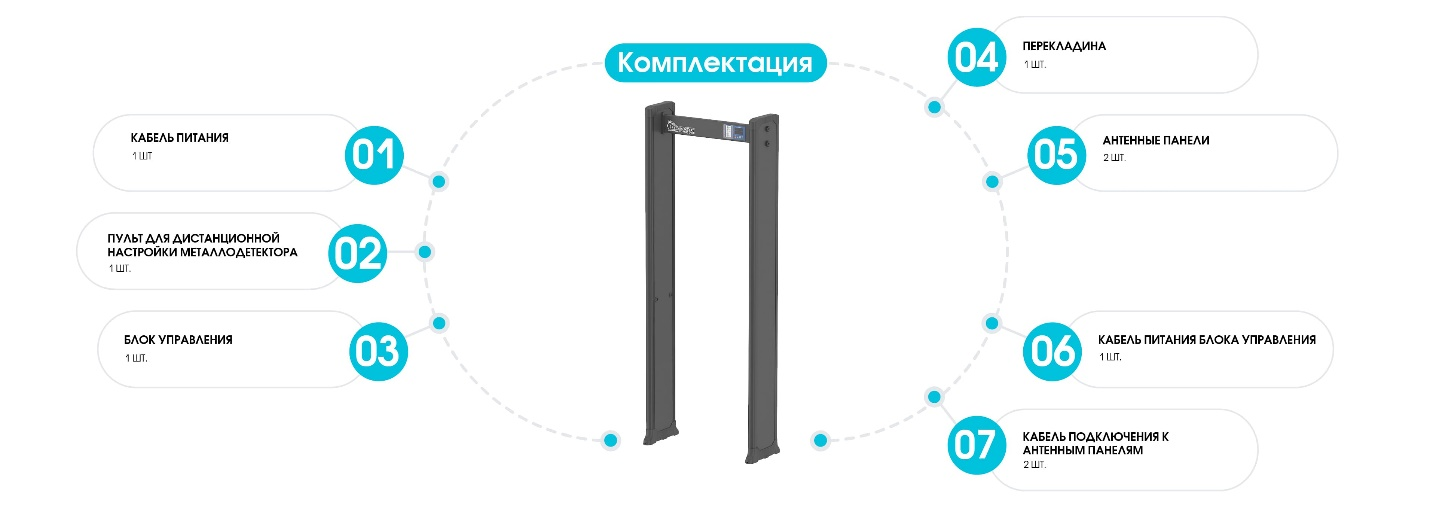 Комплектация
01
КАБЕЛЬ ПИТАНИЯ
1 ШТ
02
ПУЛЬТ ДЛЯ ДИСТАНЦИОННОЙ
НАСТРОЙКИ МЕТАЛЛОДЕТЕКТОРА
1 ШТ.
03
БЛОК УПРАВЛЕНИЯ
1 ШТ.
04
ПЕРЕКЛАДИНА
1 ШТ.
05
АНТЕННЫЕ ПАНЕЛИ
2 ШТ.
06
КАБЕЛЬ ПИТАНИЯ БЛОКА УПРАВЛЕНИЯ
1 ШТ.
07
КАБЕЛЬ ПОДКЛЮЧЕНИЯ К
АНТЕННЫМ ПАНЕЛЯМ
2 ШТ.